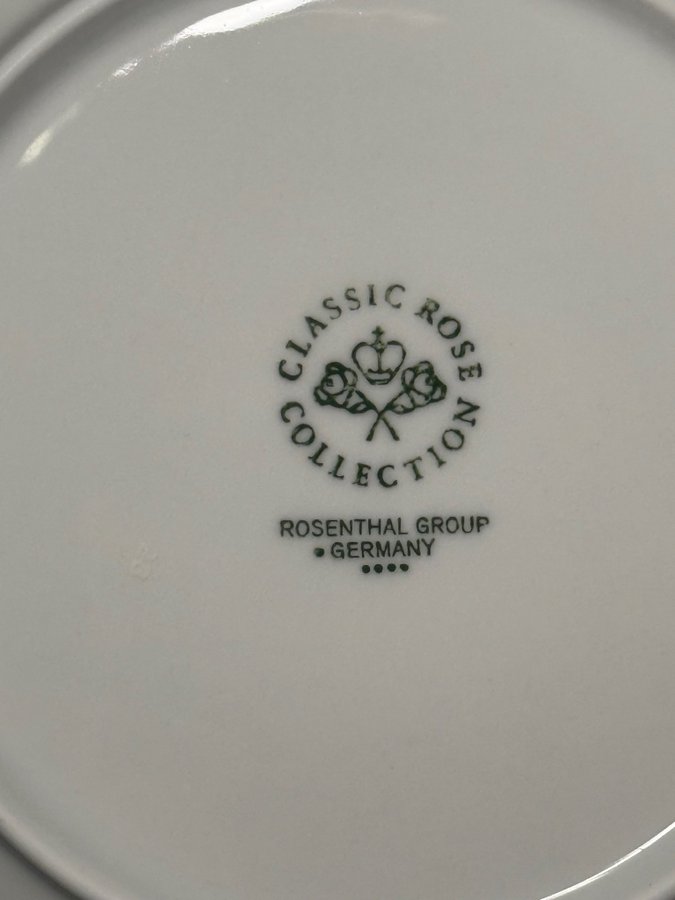 CLASSIC ROSE
COLLECTION
ROSENTHAL GROUP
•GERMANY
••••